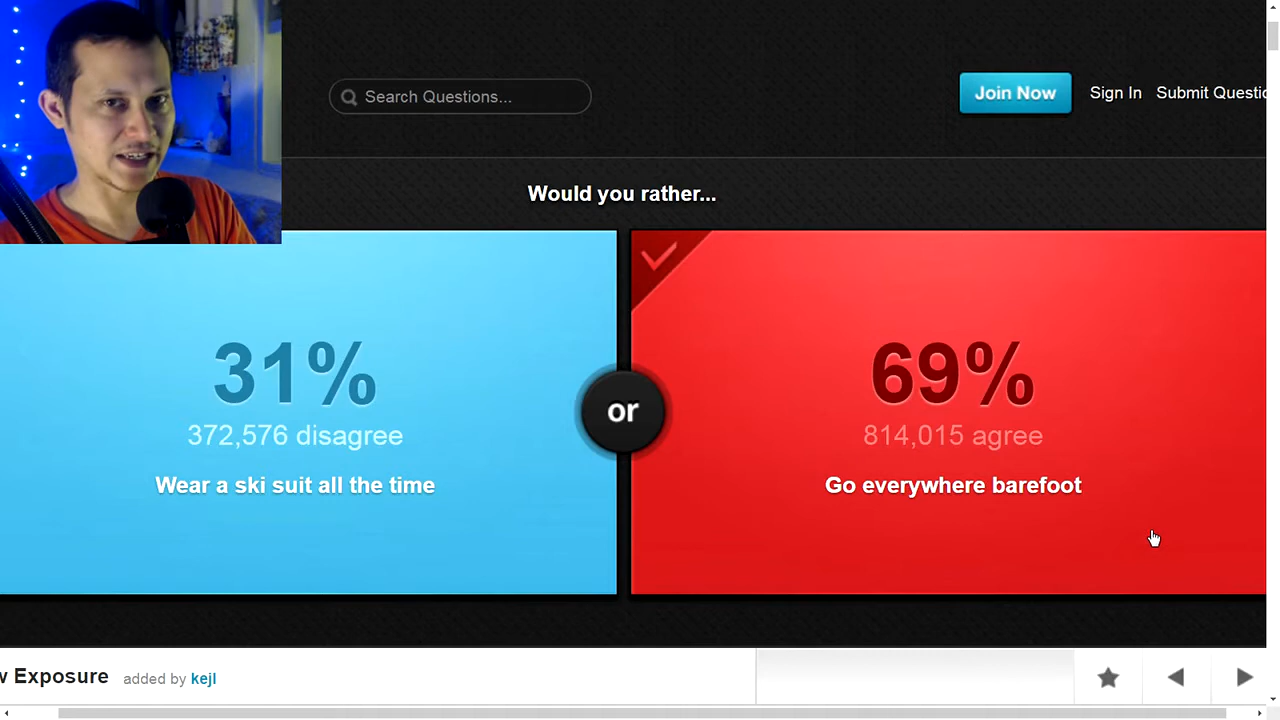 Search Questions...
Join Now
Sign In
Submit Questio
Would you rather...
31%
372,576 disagree
Wear a ski suit all the time
or
69%
814,015 agree
Go everywhere barefoot
w Exposure
added by kejl